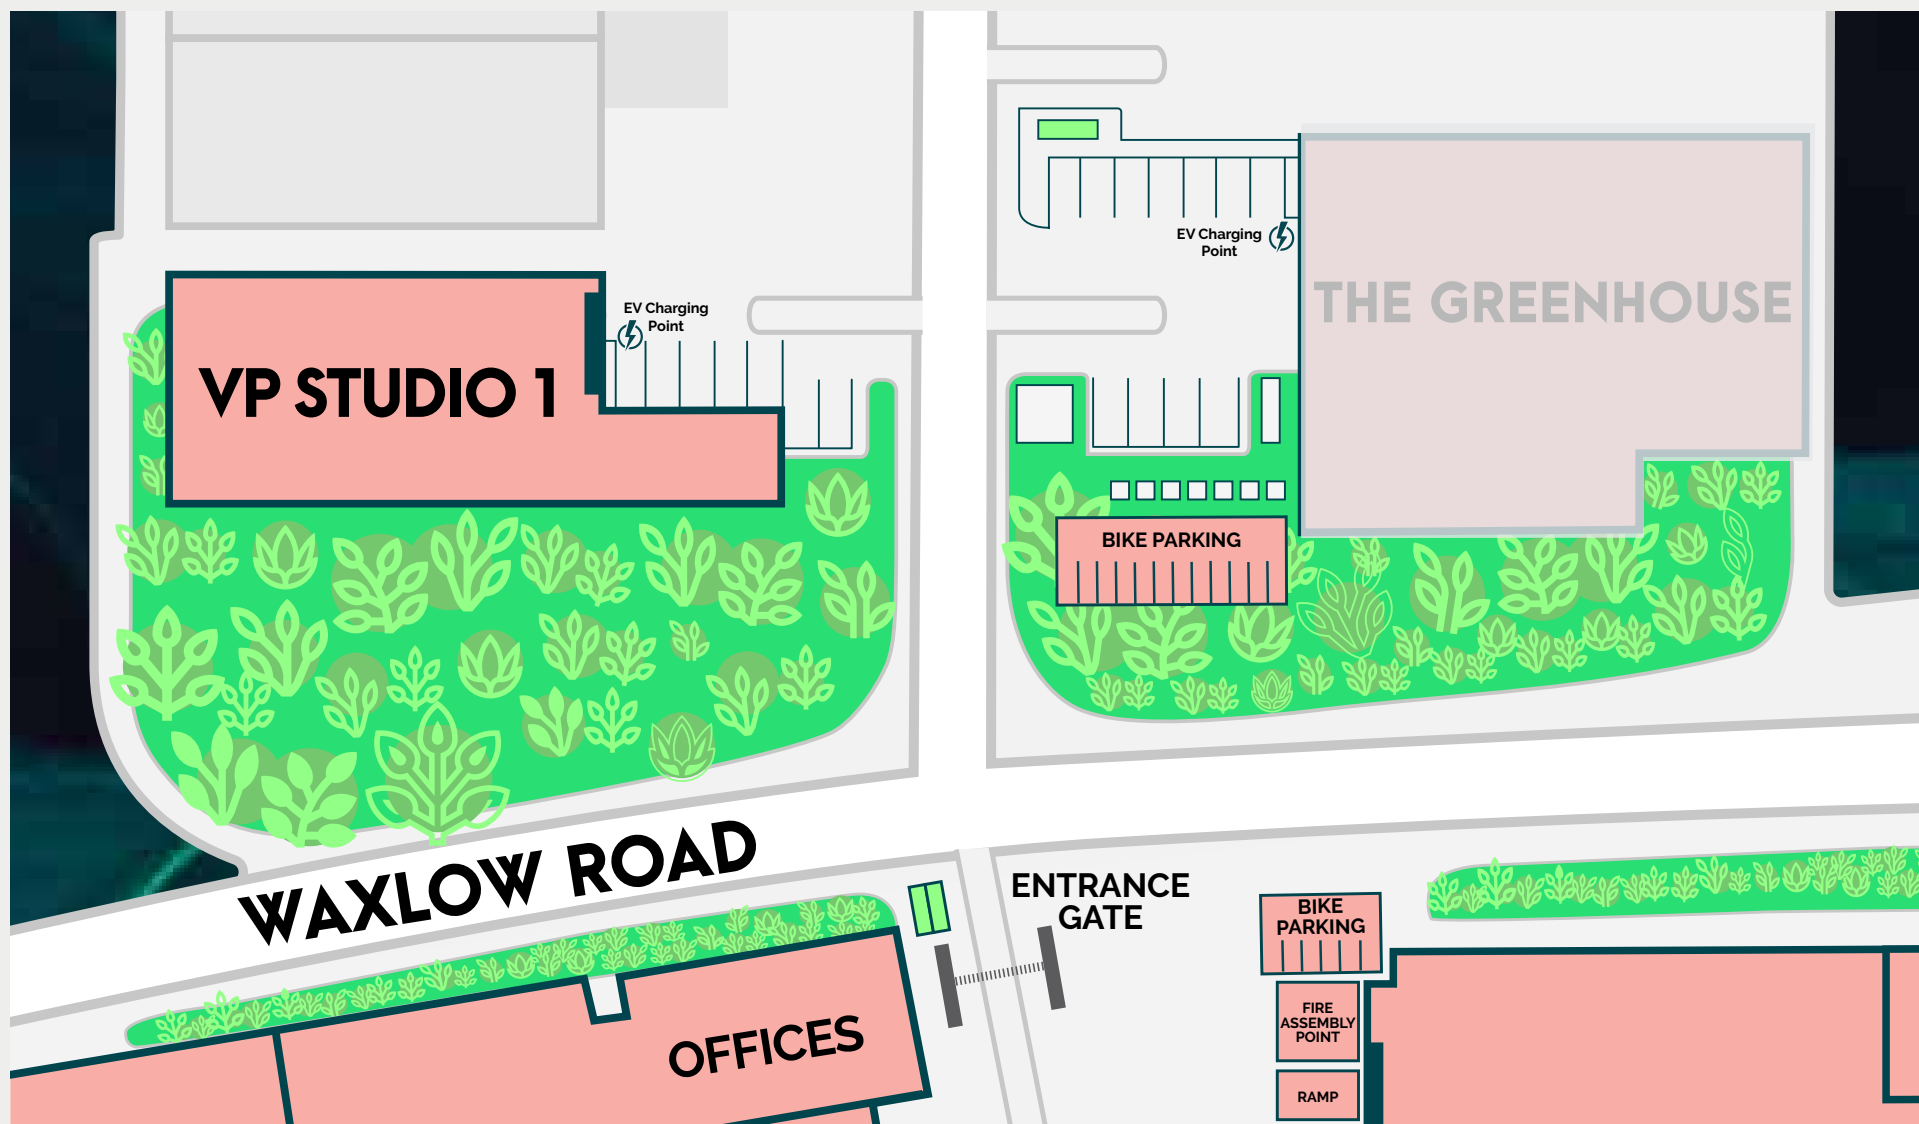 EV Charging
Point
THE GREENHOUSE
EV Charging
Point
VP STUDIO 1
BIKE PARKING
WAXLOW ROAD
ENTRANCE
GATE
BIKE
PARKING
FIRE
ASSEMBLY
POINT
OFFICES
RAMP